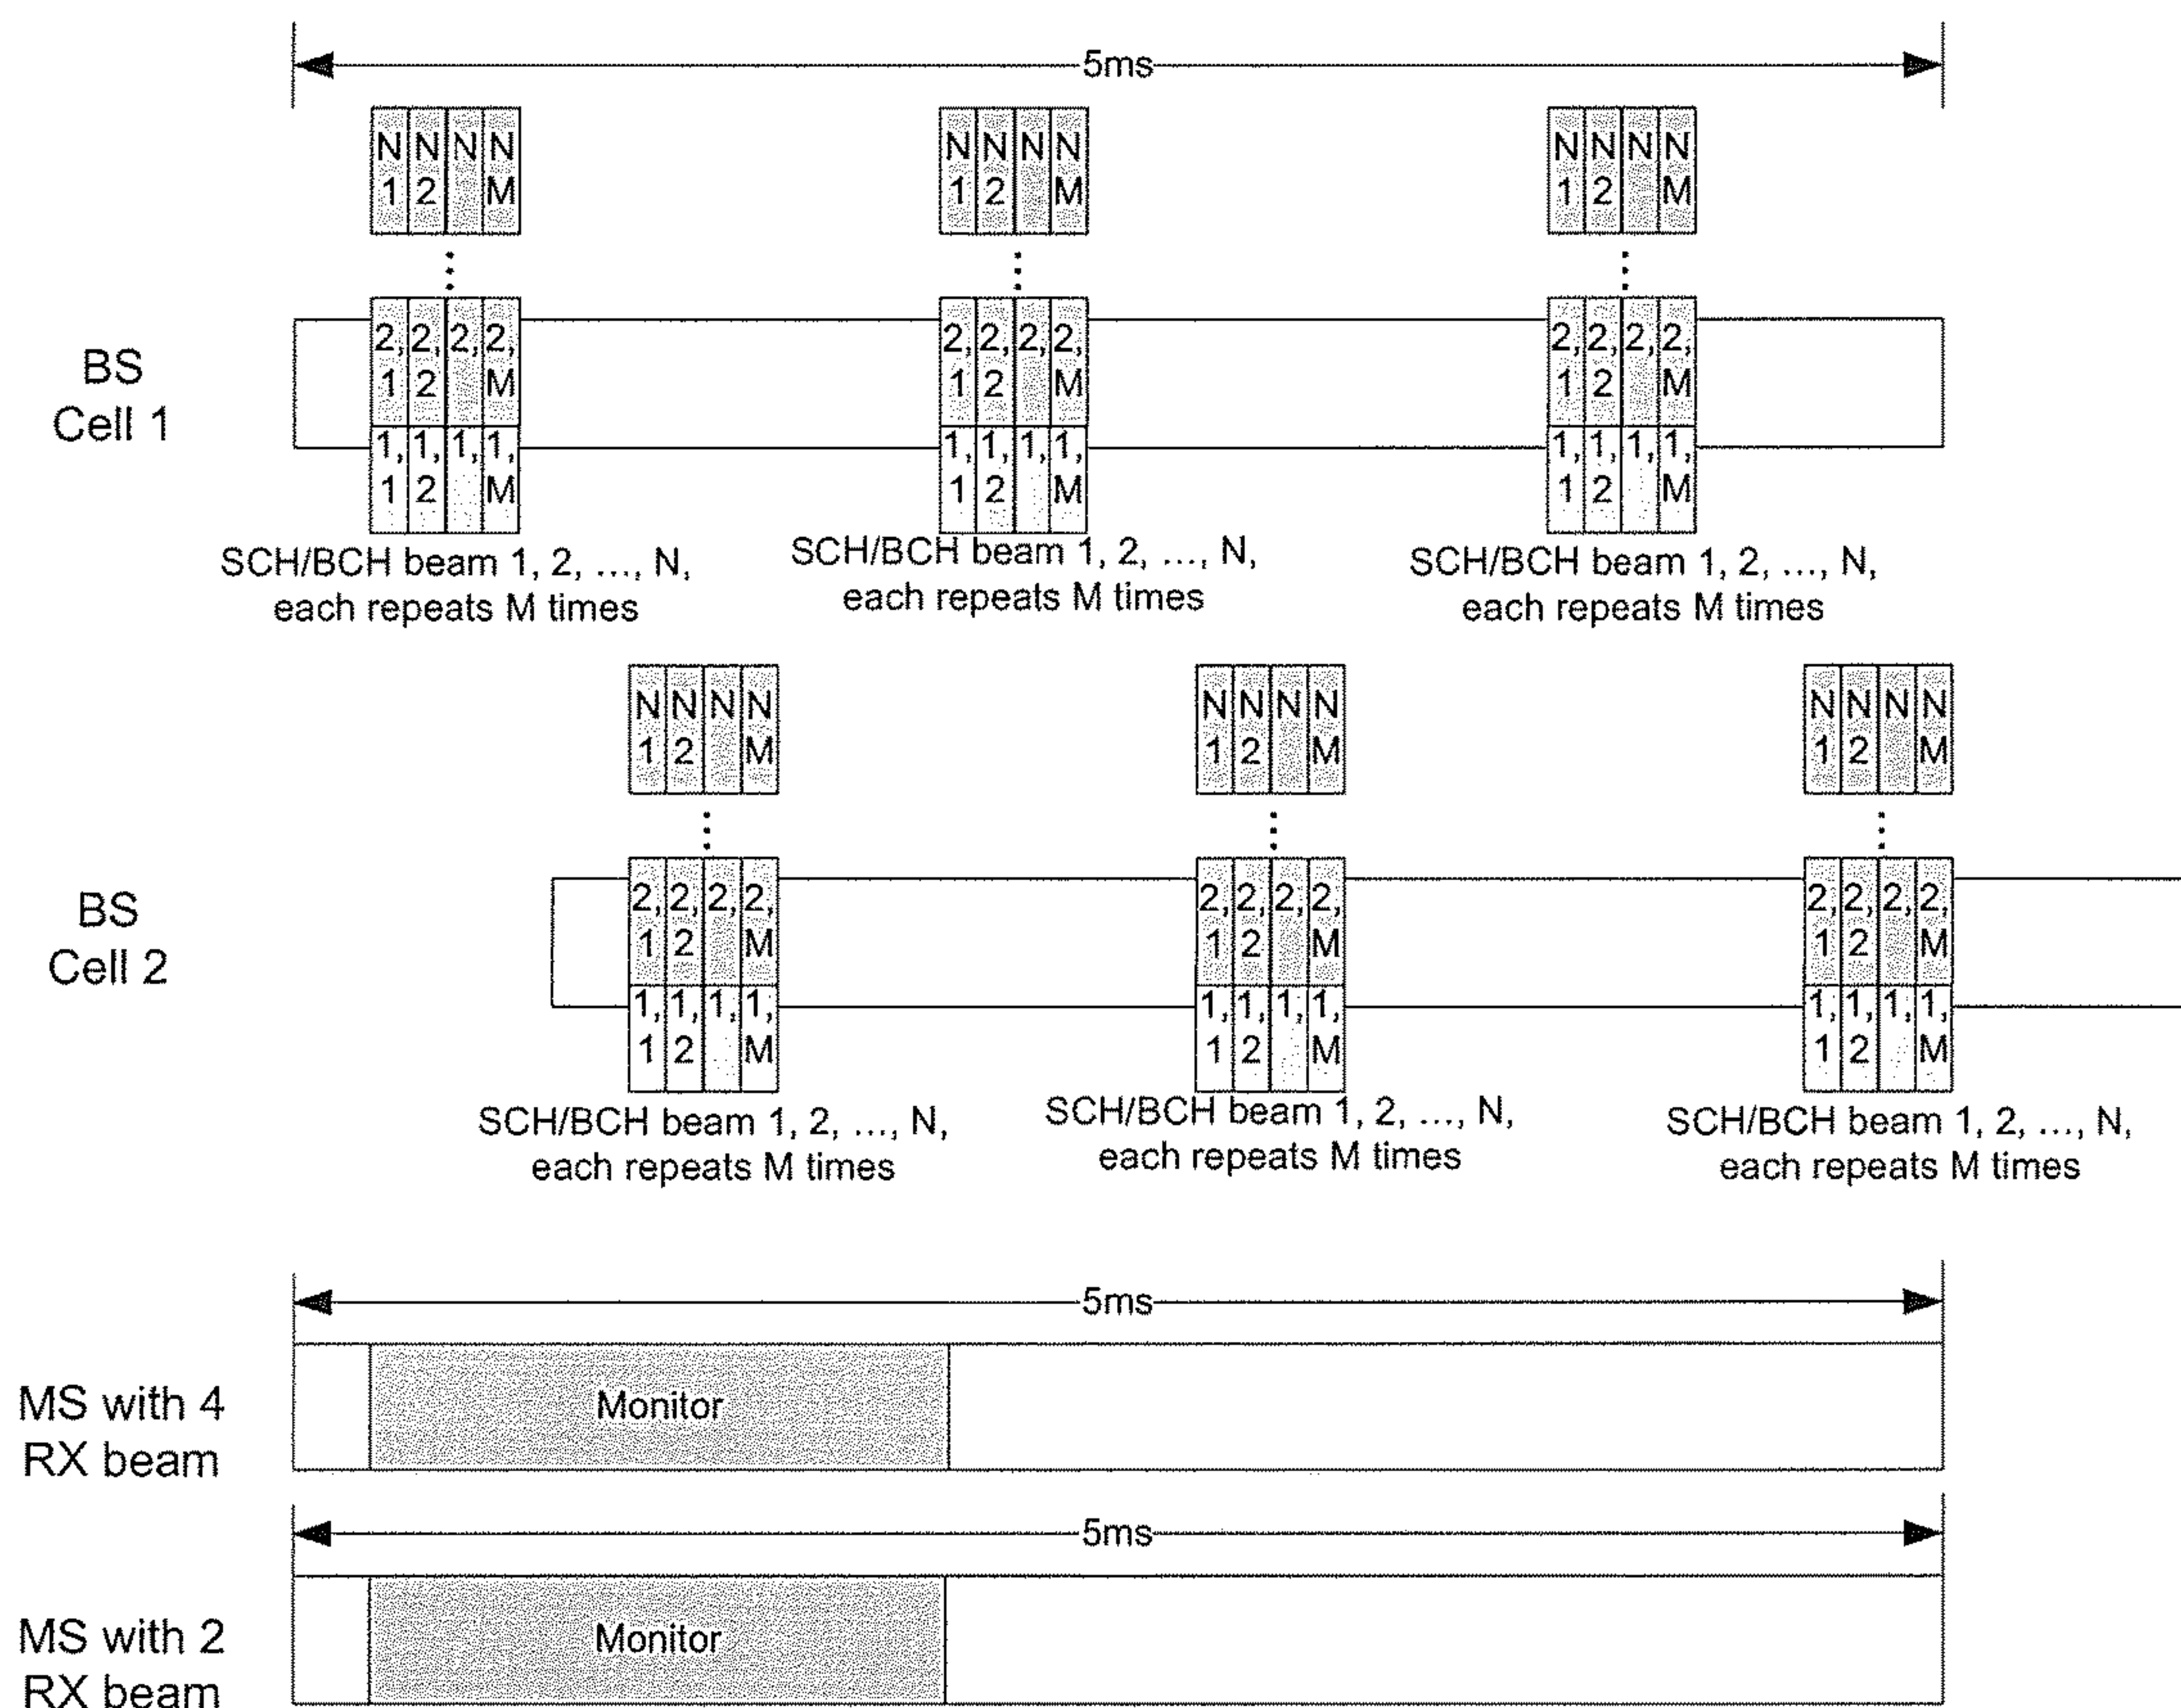 5ms
N N N N
1 2 M
N N N N
1 2 M
N N N N
1 2 M
BS
Cell 1
2, 2, 2, 2,
1 2 M
1, 1, 1, 1,
1 2 M
2, 2, 2, 2,
1 2 M
1, 1, 1, 1,
1 2 M
2, 2, 2, 2,
1 2 M
1, 1, 1, 1,
1 2 M
SCH/BCH beam 1, 2, ..., N,
each repeats M times
SCH/BCH beam 1, 2, ..., N,
each repeats M times
SCH/BCH beam 1, 2, ..., N,
each repeats M times
N N N N
1 2 M
N N N N
1 2 M
N N N N
1 2 M
BS
Cell 2
2, 2, 2, 2,
1 2 M
1, 1, 1, 1,
1 2 M
2, 2, 2, 2,
1 2 M
1, 1, 1, 1,
1 2 M
2, 2, 2, 2,
1 2 M
1, 1, 1, 1,
1 2 M
SCH/BCH beam 1, 2, ..., N,
each repeats M times
SCH/BCH beam 1, 2, ..., N,
each repeats M times
SCH/BCH beam 1, 2, ..., N,
each repeats M times
5ms
MS with 4
RX beam
Monitor
5ms
MS with 2
RX beam
Monitor